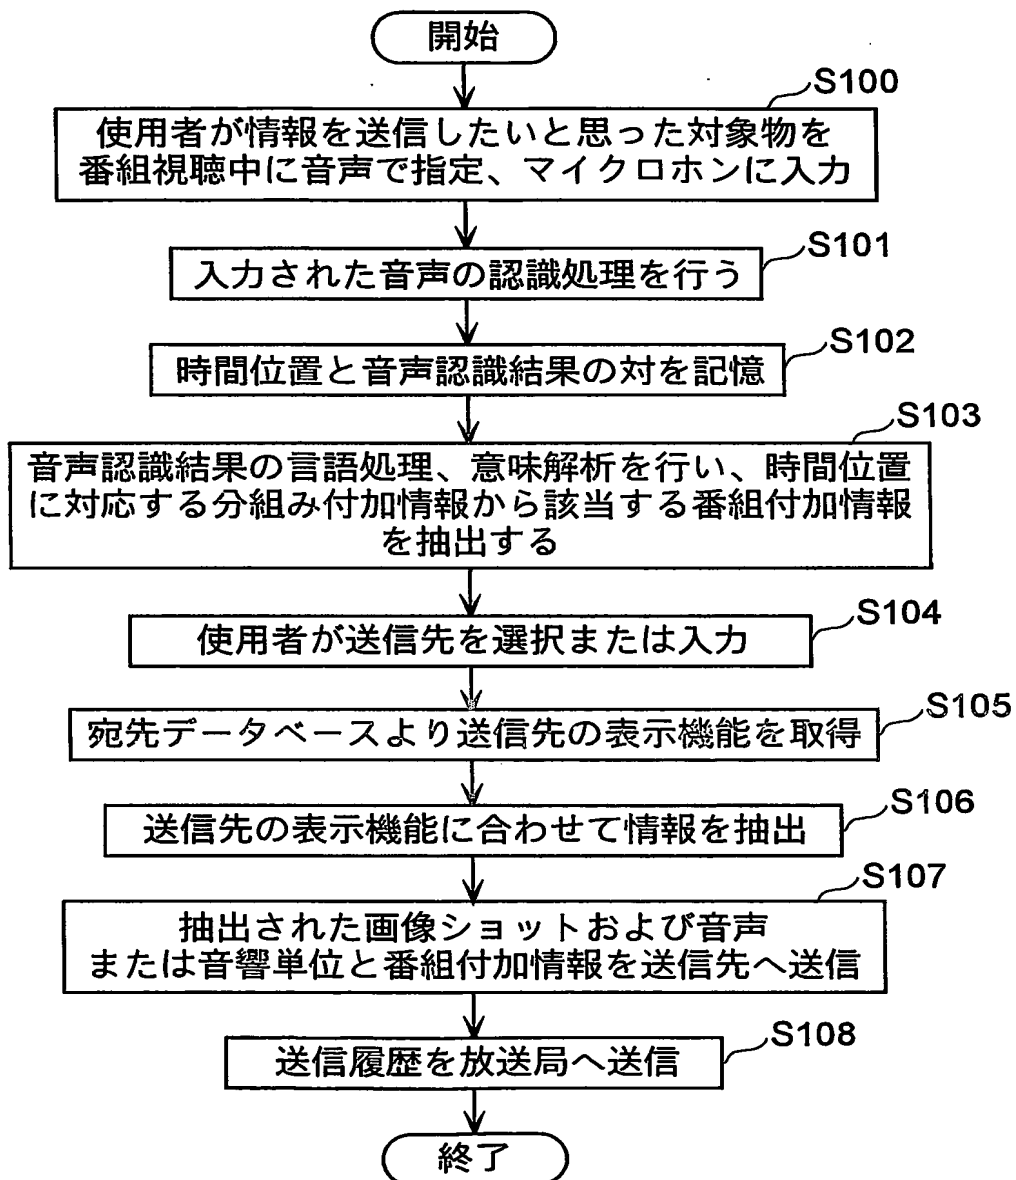 開始
S100
使用者が情報を送信したいと思った対象物を
番組視聴中に音声で指定、マイクロホンに入力
S101
入力された音声の認識処理を行う
S102
時間位置と音声認識結果の対を記憶
S103
音声認識結果の言語処理、意味解析を行い、時間位置
に対応する分組み付加情報から該当する番組付加情報
を抽出する
S104
使用者が送信先を選択または入力
S105
宛先データベースより送信先の表示機能を取得
S106
送信先の表示機能に合わせて情報を抽出
S107
抽出された画像ショットおよび音声
または音響単位と番組付加情報を送信先へ送信
S108
送信履歴を放送局へ送信
終了